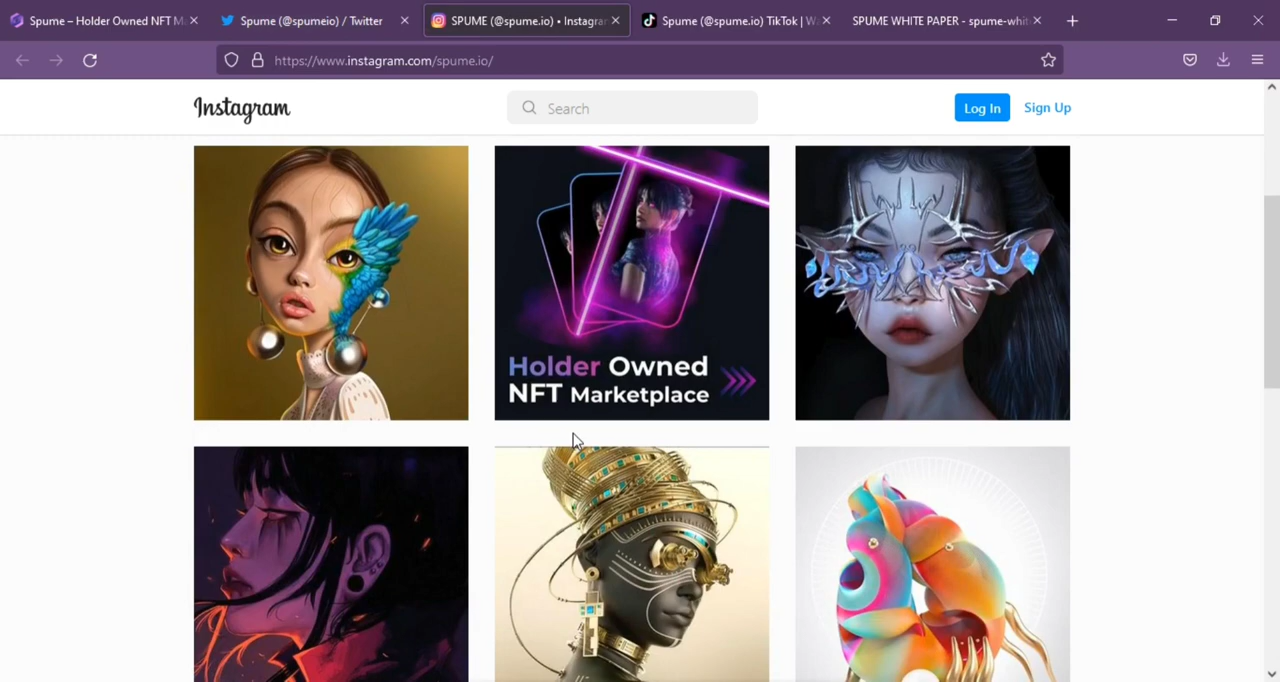 Spume – Holder Owned NFT M
Spume (@spumeio) / Twitter
SPUME (@spume.io) • Instagra
Spume (@spume.io) TikTok | Wa
SPUME WHITE PAPER - spume-whit
https://www.instagram.com/spume.io/
Instagram
Search
Log In
Sign Up
Holder Owned
NFT Marketplace